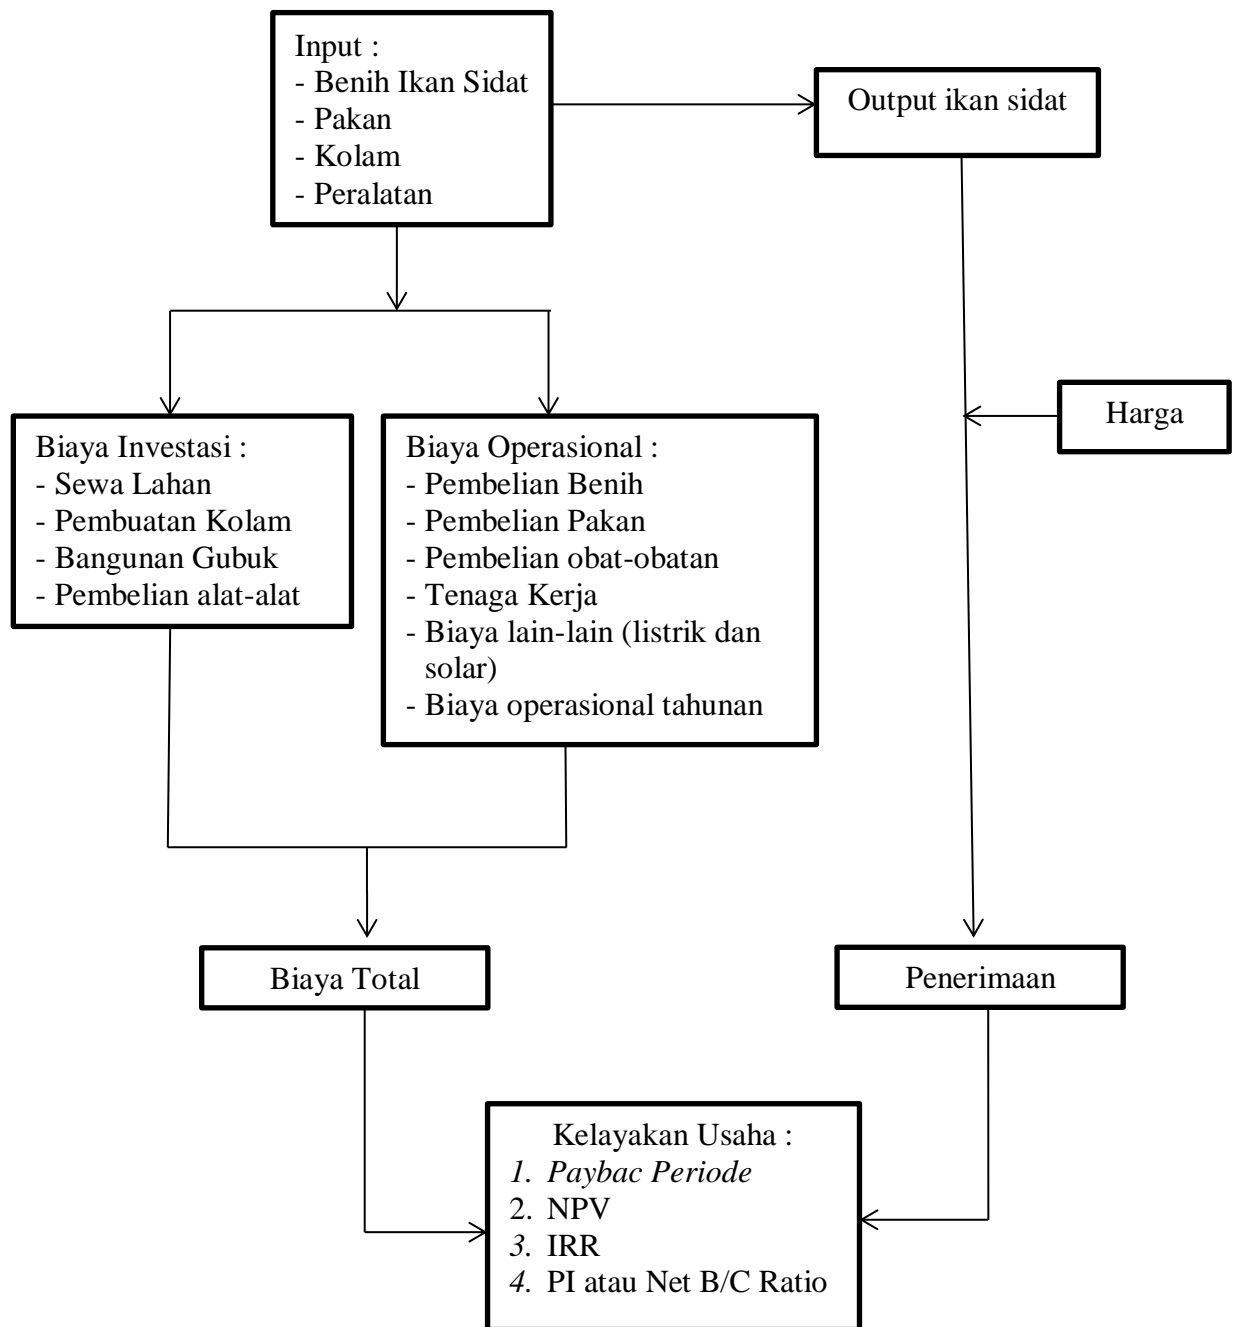 Input :
- Benih Ikan Sidat
- Pakan
- Kolam
- Peralatan
Output ikan sidat
Harga
Biaya Investasi :
- Sewa Lahan
- Pembuatan Kolam
- Bangunan Gubuk
- Pembelian alat-alat
Biaya Operasional :
- Pembelian Benih
- Pembelian Pakan
- Pembelian obat-obatan
- Tenaga Kerja
- Biaya lain-lain (listrik dan
solar)
- Biaya operasional tahunan
Biaya Total
Penerimaan
Kelayakan Usaha :
1. Paybac Periode
2. NPV
3. IRR
4. PI atau Net B/C Ratio